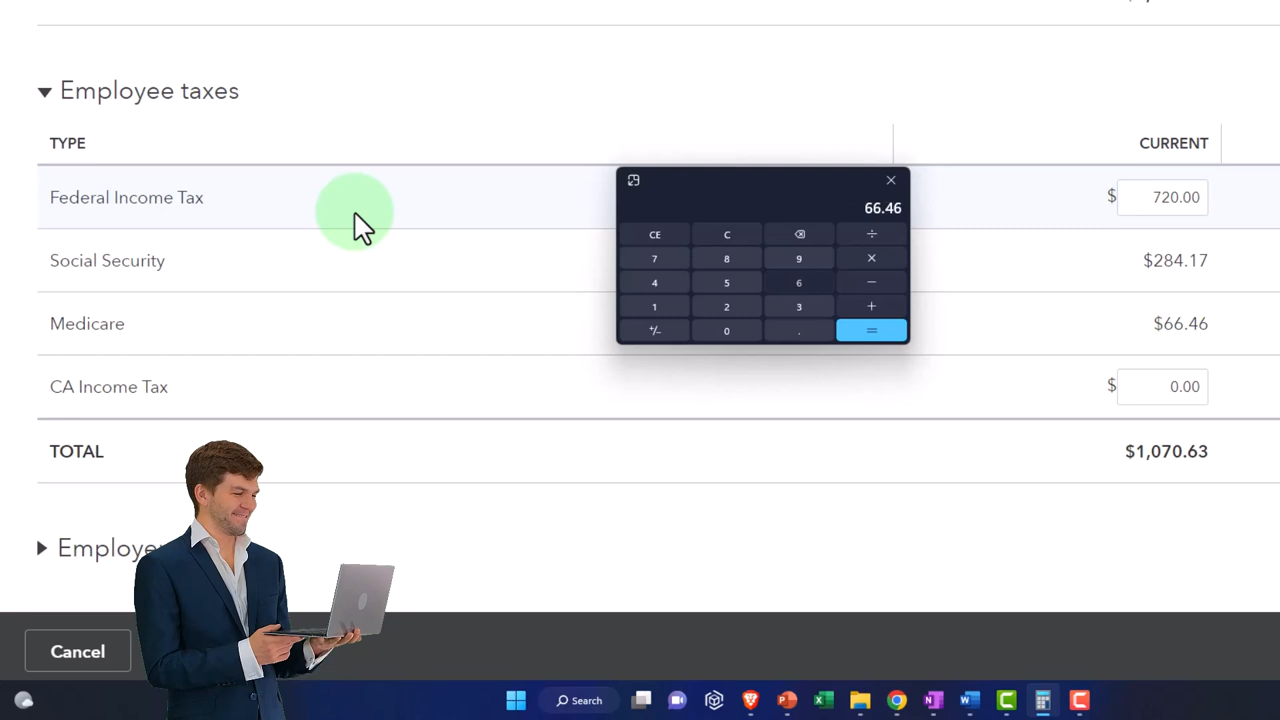 Employee taxes
TYPE
CURRENT
Federal Income Tax
$ 720.00
Social Security
$284.17
Medicare
$66.46
CA Income Tax
$ 0.00
TOTAL
$1,070.63
66.46
CE C ⌫ ÷
7 8 9 ×
4 5 6 −
1 2 3 +
+/− 0 . =
Cancel
Search